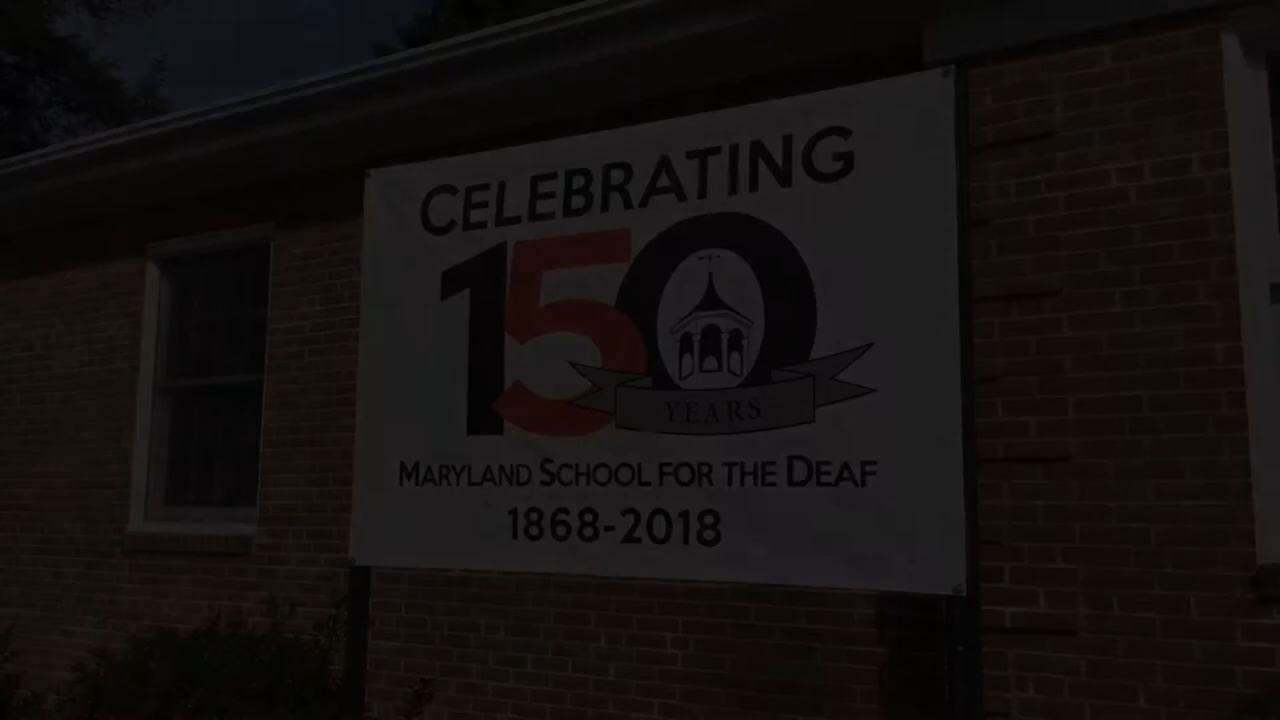 CELEBRATING
150
YEARS
MARYLAND SCHOOL FOR THE DEAF
1868-2018